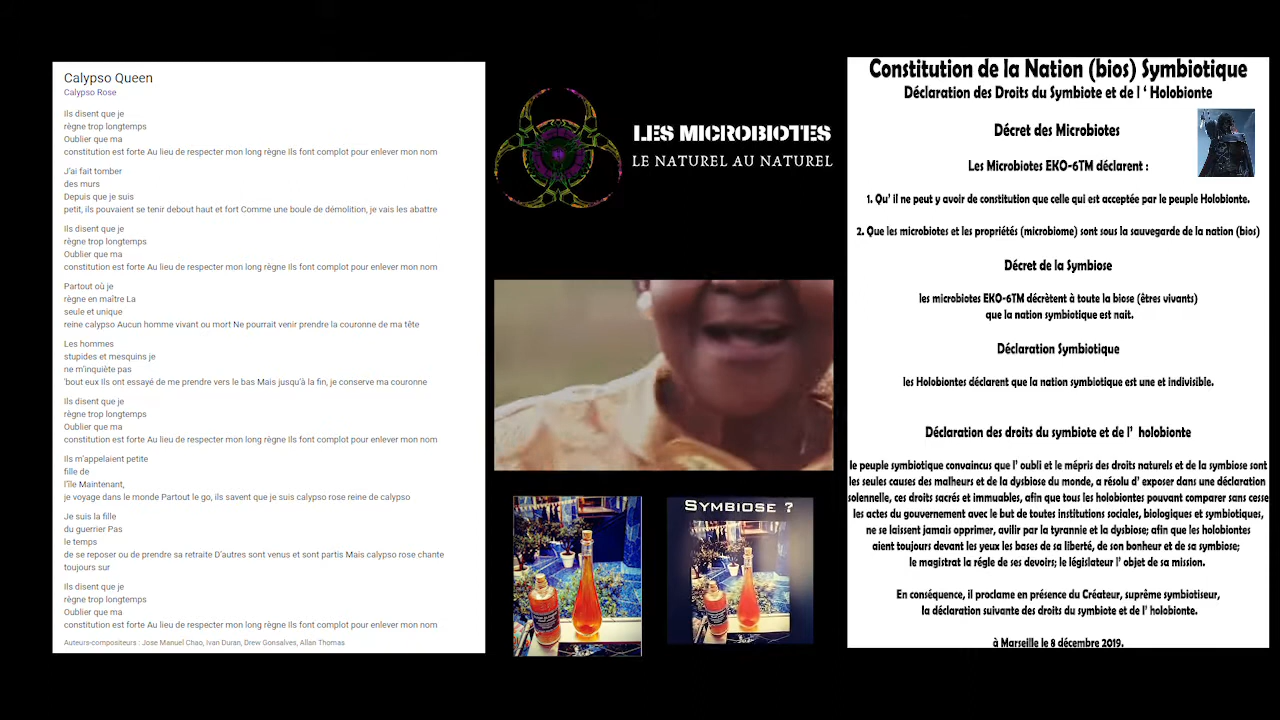 Calypso Queen
Calypso Rose
Ils disent que je
règne trop longtemps
Oublier que ma
constitution est forte Au lieu de respecter mon long règne Ils font complot pour enlever mon nom
J'ai fait tomber
des murs
Depuis que je suis
petit, ils pouvaient se tenir debout haut et fort Comme une boule de démolition, je vais les abattre
Ils disent que je
règne trop longtemps
Oublier que ma
constitution est forte Au lieu de respecter mon long règne Ils font complot pour enlever mon nom
Partout où je
règne en maître La
seule et unique
reine calypso Aucun homme vivant ou mort Ne pourrait venir prendre la couronne de ma tête
Les hommes
stupides et mesquins je
ne m'inquiète pas
'bout eux Ils ont essayé de me prendre vers le bas Mais jusqu'à la fin, je conserve ma couronne
Ils disent que je
règne trop longtemps
Oublier que ma
constitution est forte Au lieu de respecter mon long règne Ils font complot pour enlever mon nom
Ils m'appelaient petite
fille de
l'île Maintenant,
je voyage dans le monde Partout le go, ils savent que je suis calypso rose reine de calypso
Je suis la fille
du guerrier Pas
le temps
de se reposer ou de prendre sa retraite D'autres sont venus et sont partis Mais calypso rose chante
toujours sur
Ils disent que je
règne trop longtemps
Oublier que ma
constitution est forte Au lieu de respecter mon long règne Ils font complot pour enlever mon nom
Auteurs-compositeurs : Jose Manuel Chao, Ivan Duran, Drew Gonsalves, Allan Thomas
LES MICROBIOTES
LE NATUREL AU NATUREL
SYMBIOSE ?
Constitution de la Nation (bios) Symbiotique
Déclaration des Droits du Symbiote et de l ' Holobionte
Décret des Microbiotes
Les Microbiotes EKO-6TM déclarent :
1. Qu' il ne peut y avoir de constitution que celle qui est acceptée par le peuple Holobionte.
2. Que les microbiotes et les propriétés (microbiome) sont sous la sauvegarde de la nation (bios)
Décret de la Symbiose
les microbiotes EKO-6TM décrètent à toute la biose (êtres vivants)
que la nation symbiotique est nait.
Déclaration Symbiotique
les Holobiontes déclarent que la nation symbiotique est une et indivisible.
Déclaration des droits du symbiote et de l' holobionte
le peuple symbiotique convaincus que l' oubli et le mépris des droits naturels et de la symbiose sont
les seules causes des malheurs et de la dysbiose du monde, a résolu d' exposer dans une déclaration
solennelle, ces droits sacrés et immuables, afin que tous les holobiontes pouvant comparer sans cesse
les actes du gouvernement avec le but de toutes institutions sociales, biologiques et symbiotiques,
ne se laissent jamais opprimer, avilir par la tyrannie et la dysbiose; afin que les holobiontes
aient toujours devant les yeux les bases de sa liberté, de son bonheur et de sa symbiose;
le magistrat la régle de ses devoirs; le législateur l' objet de sa mission.
En conséquence, il proclame en présence du Créateur, suprême symbiotiseur,
la déclaration suivante des droits du symbiote et de l' holobionte.
à Marseille le 8 décembre 2019.